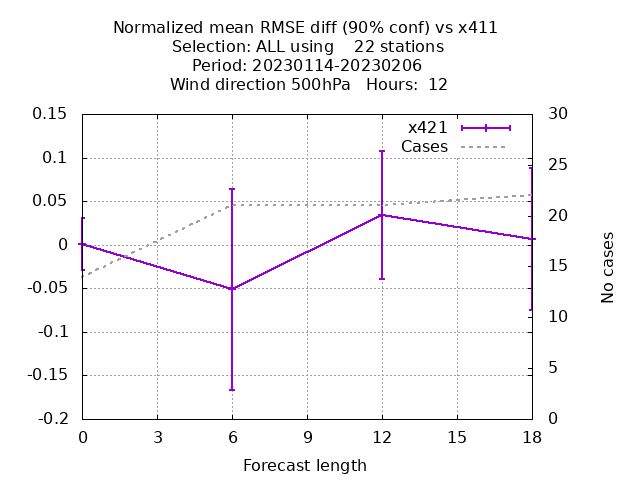 Normalized mean RMSE diff (90% conf) vs x411
Selection: ALL using    22 stations
Period: 20230114-20230206
Wind direction 500hPa   Hours:  12
0.15
0.1
0.05
0
-0.05
-0.1
-0.15
-0.2
30
25
20
15
10
5
0
x421
Cases
No cases
0 3 6 9 12 15 18
Forecast length